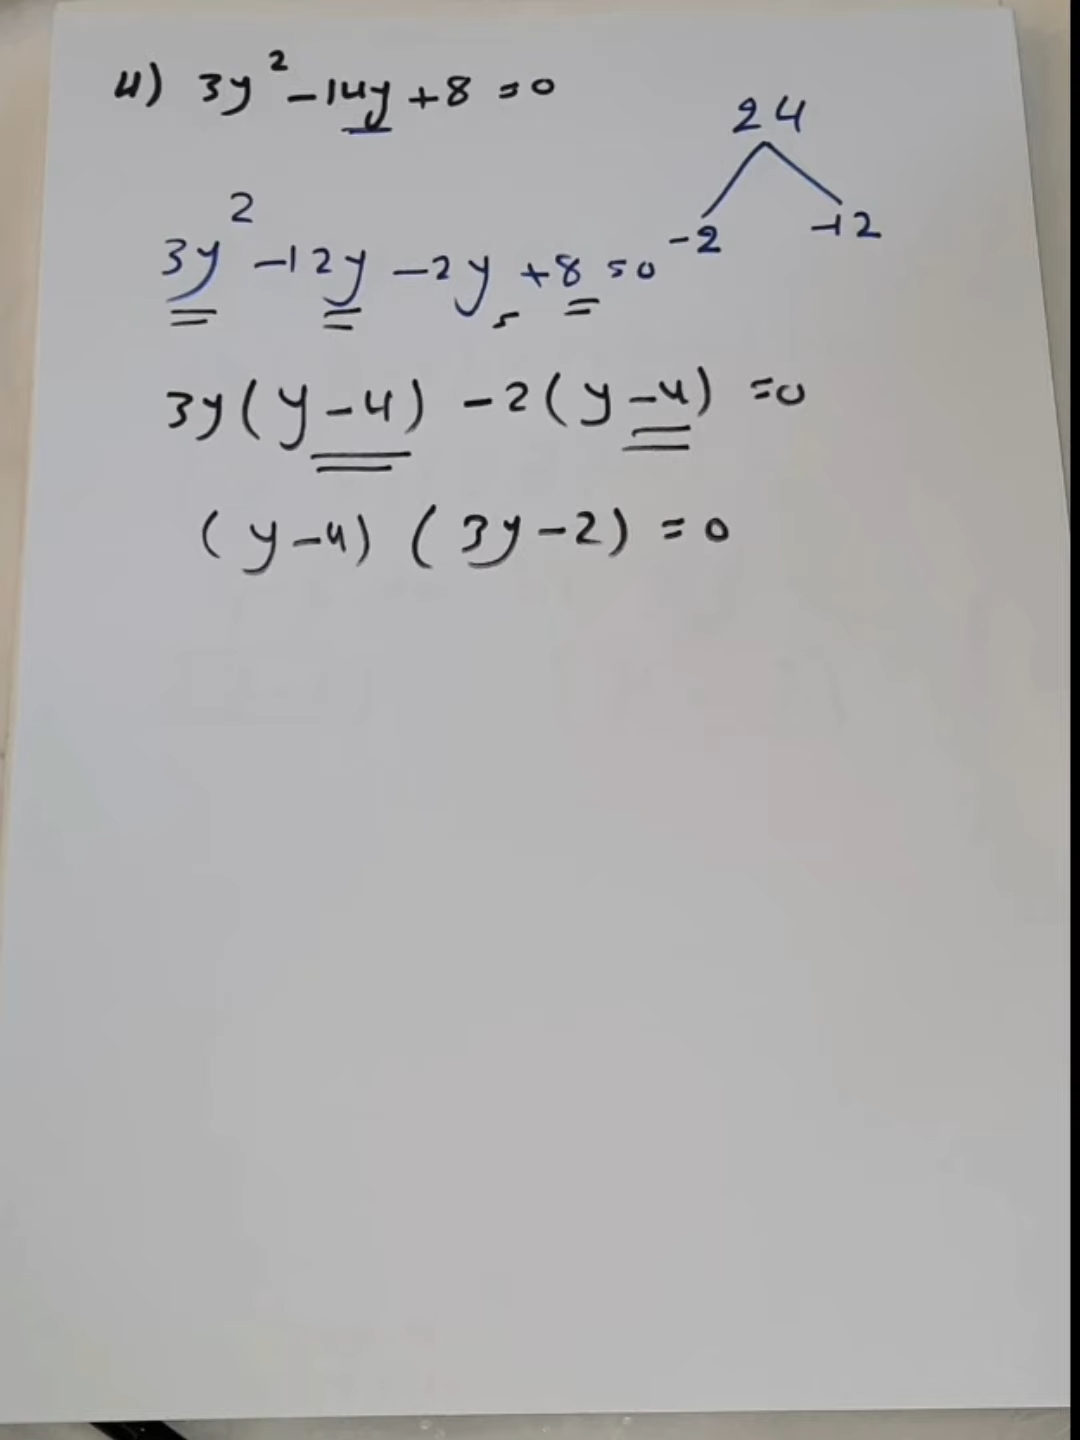 4) 3y² -14y +8 = 0
24
-2 -12
3y² -12y -2y +8 = 0
3y(y-4) -2(y-4) = 0
(y-4) (3y-2) = 0